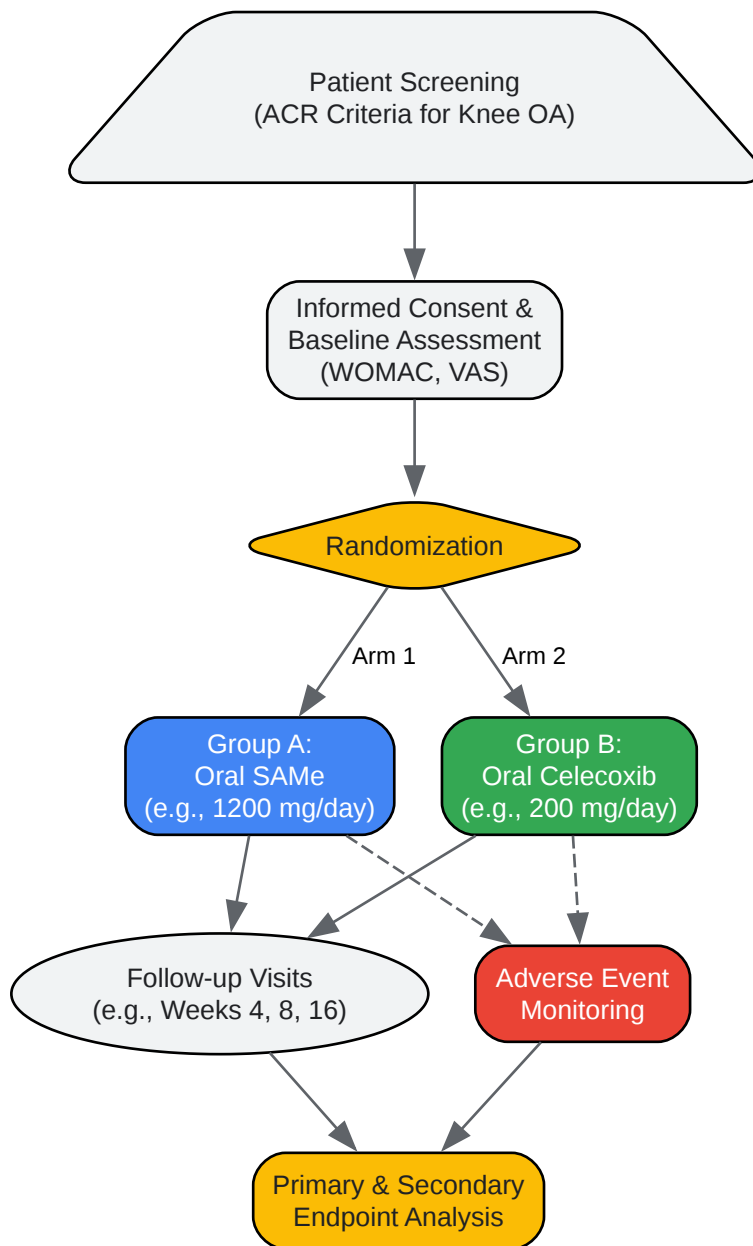 Patient Screening
(ACR Criteria for Knee OA)
Informed Consent &
Baseline Assessment
(WOMAC, VAS)
Randomization
Arm 1
Arm 2
Group A:
Oral SAMe
(e.g., 1200 mg/day)
Group B:
Oral Celecoxib
(e.g., 200 mg/day)
Follow-up Visits
(e.g., Weeks 4, 8, 16)
Adverse Event
Monitoring
Primary & Secondary
Endpoint Analysis